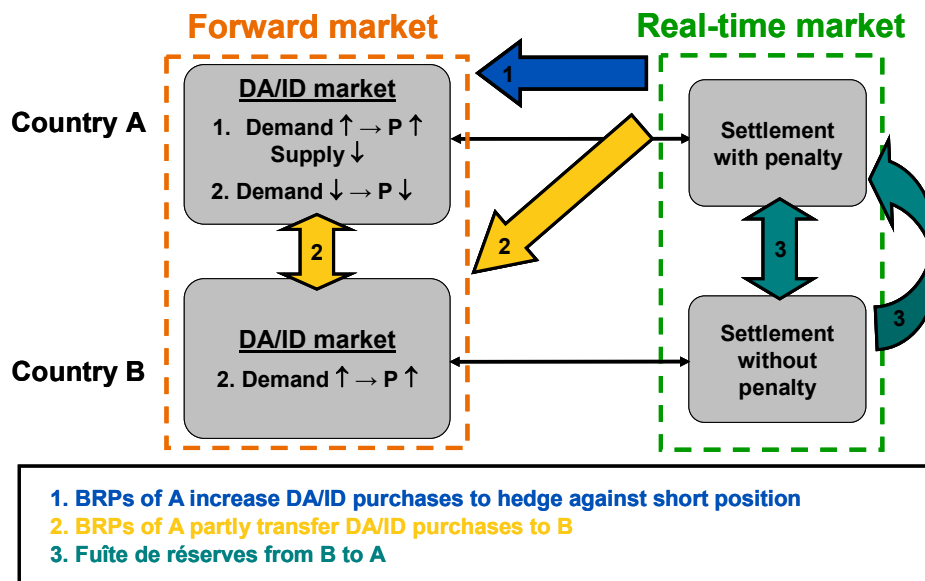 Forward market
Real-time market
Country A
DA/ID market
1. Demand ↑ → P ↑
Supply ↓
2. Demand ↓ → P ↓
1
Settlement
with penalty
2
2
3
3
Country B
DA/ID market
2. Demand ↑ → P ↑
Settlement
without
penalty
1. BRPs of A increase DA/ID purchases to hedge against short position
2. BRPs of A partly transfer DA/ID purchases to B
3. Fuîte de réserves from B to A